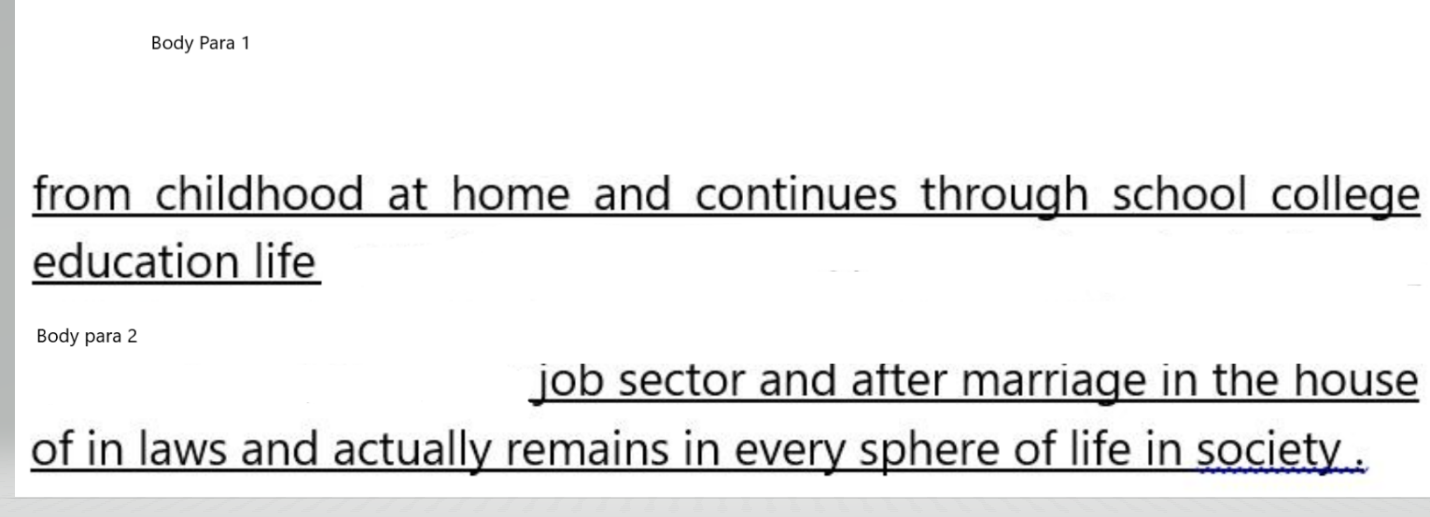 Body Para 1
from childhood at home and continues through school college
education life
Body para 2
job sector and after marriage in the house
of in laws and actually remains in every sphere of life in society .